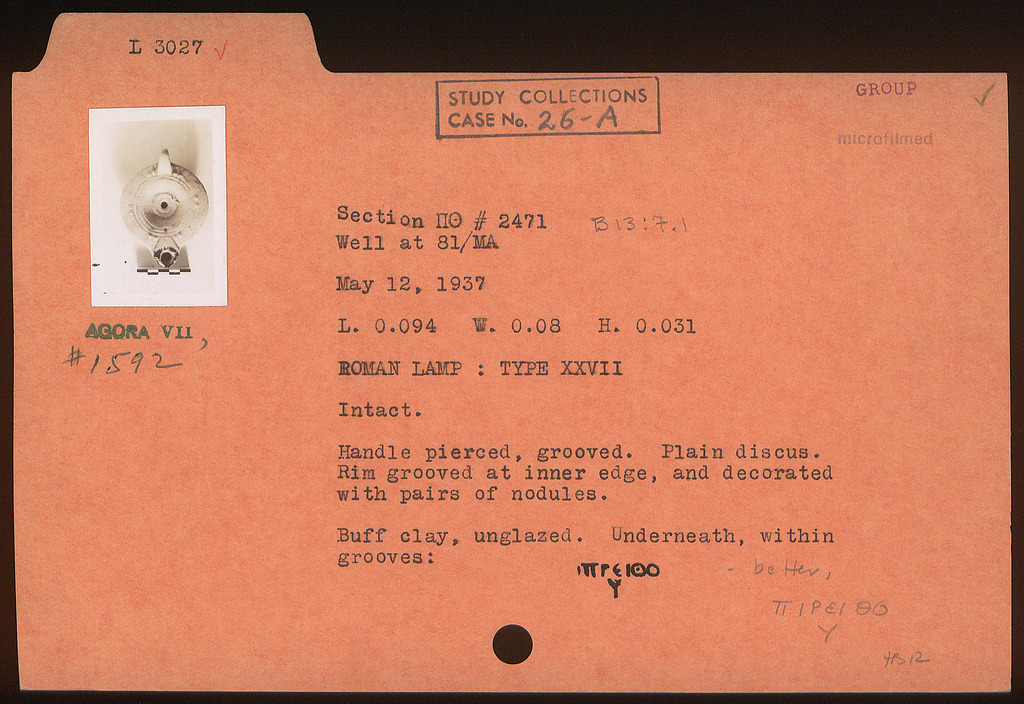 L 3027 ✓
STUDY COLLECTIONS
CASE No. 26-A
GROUP ✓
microfilmed
Section ΠΘ # 2471 B 13:7.1
Well at 81/MA
May 12, 1937
L. 0.094 W. 0.08 H. 0.031
AGORA VII,
#1592
ROMAN LAMP : TYPE XXVII
Intact.
Handle pierced, grooved. Plain discus.
Rim grooved at inner edge, and decorated
with pairs of nodules.
Buff clay, unglazed. Underneath, within
grooves:
ΙΠΡЄΙΘΟ
Υ
- better,
ΠΙΡЄΙΘΟ
Υ